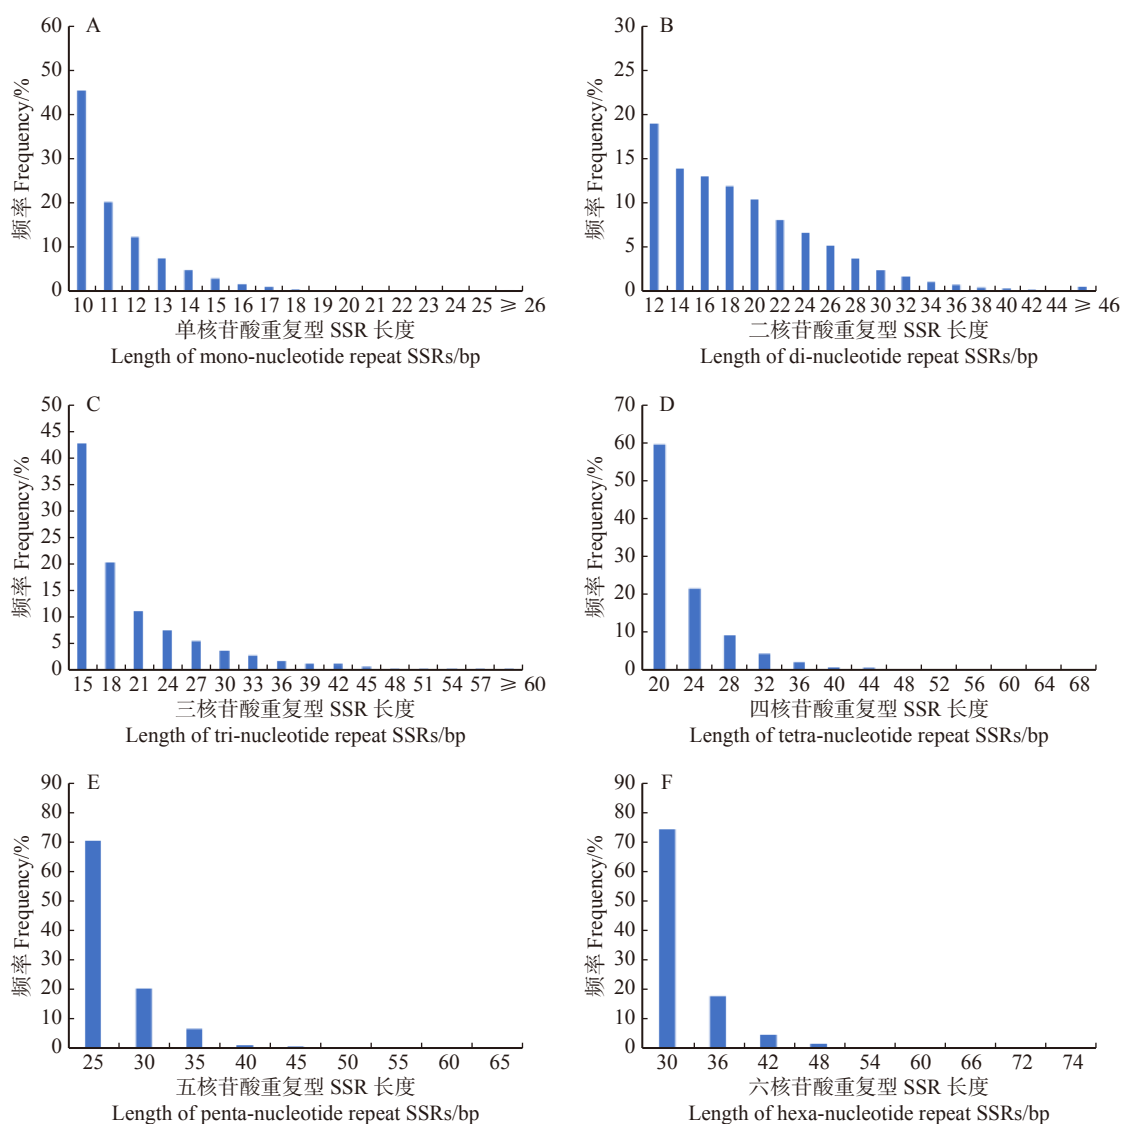 A
频率 Frequency/%
60
50
40
30
20
10
0
10 11 12 13 14 15 16 17 18 19 20 21 22 23 24 25 ≥ 26
单核苷酸重复型 SSR 长度
Length of mono-nucleotide repeat SSRs/bp
B
频率 Frequency/%
30
25
20
15
10
5
0
12 14 16 18 20 22 24 26 28 30 32 34 36 38 40 42 44 ≥ 46
二核苷酸重复型 SSR 长度
Length of di-nucleotide repeat SSRs/bp
C
频率 Frequency/%
50
45
40
35
30
25
20
15
10
5
0
15 18 21 24 27 30 33 36 39 42 45 48 51 54 57 ≥ 60
三核苷酸重复型 SSR 长度
Length of tri-nucleotide repeat SSRs/bp
D
频率 Frequency/%
70
60
50
40
30
20
10
0
20 24 28 32 36 40 44 48 52 56 60 64 68
四核苷酸重复型 SSR 长度
Length of tetra-nucleotide repeat SSRs/bp
E
频率 Frequency/%
90
80
70
60
50
40
30
20
10
0
25 30 35 40 45 50 55 60 65
五核苷酸重复型 SSR 长度
Length of penta-nucleotide repeat SSRs/bp
F
频率 Frequency/%
90
80
70
60
50
40
30
20
10
0
30 36 42 48 54 60 66 72 74
六核苷酸重复型 SSR 长度
Length of hexa-nucleotide repeat SSRs/bp